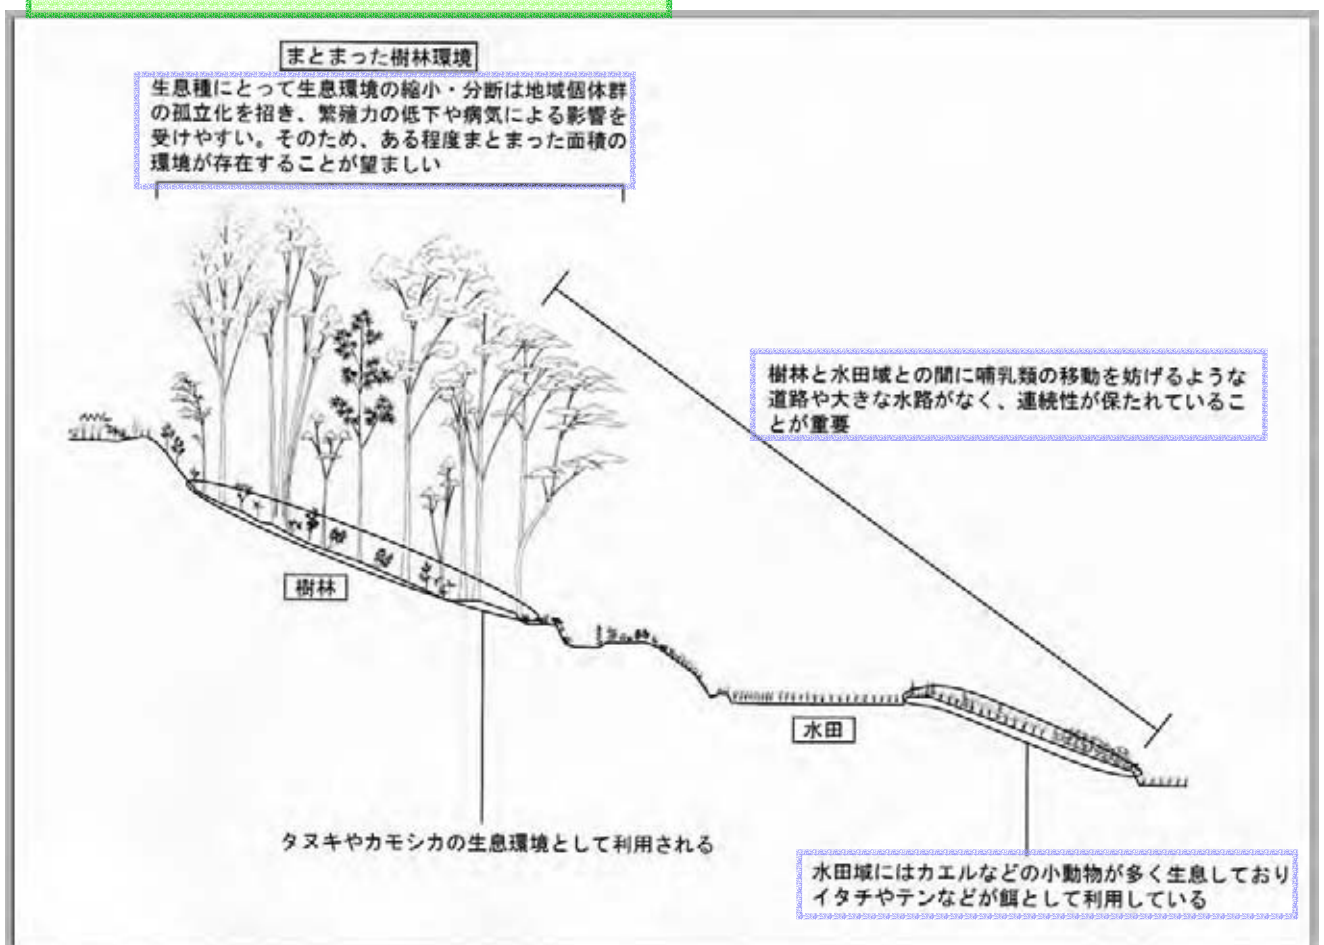 まとまった樹林環境
生息種にとって生息環境の縮小・分断は地域個体群
の孤立化を招き、繁殖力の低下や病気による影響を
受けやすい。そのため、ある程度まとまった面積の
環境が存在することが望ましい
樹林と水田域との間に哺乳類の移動を妨げるような
道路や大きな水路がなく、連続性が保たれているこ
とが重要
樹林
水田
タヌキやカモシカの生息環境として利用される
水田域にはカエルなどの小動物が多く生息しており
イタチやテンなどが餌として利用している